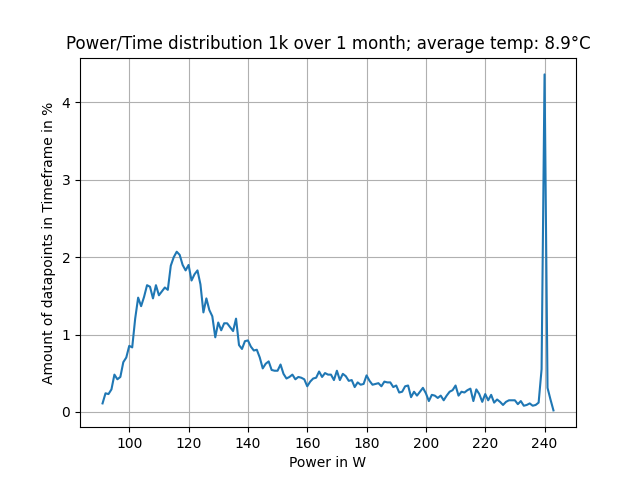 Power/Time distribution 1k over 1 month; average temp: 8.9°C
Amount of datapoints in Timeframe in %
4
3
2
1
0
100 120 140 160 180 200 220 240
Power in W